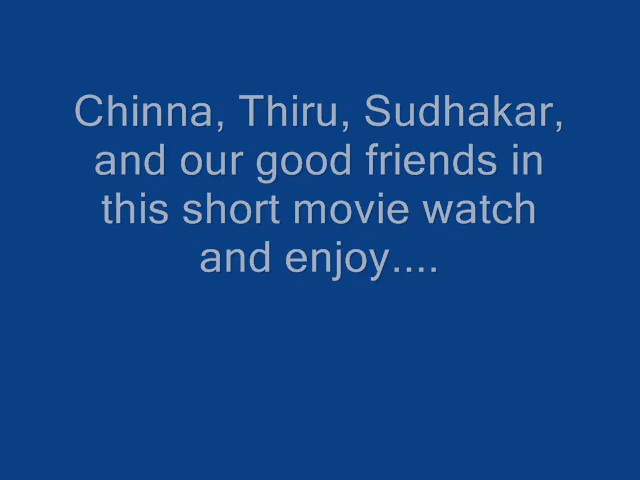 Chinna, Thiru, Sudhakar,
and our good friends in
this short movie watch
and enjoy....